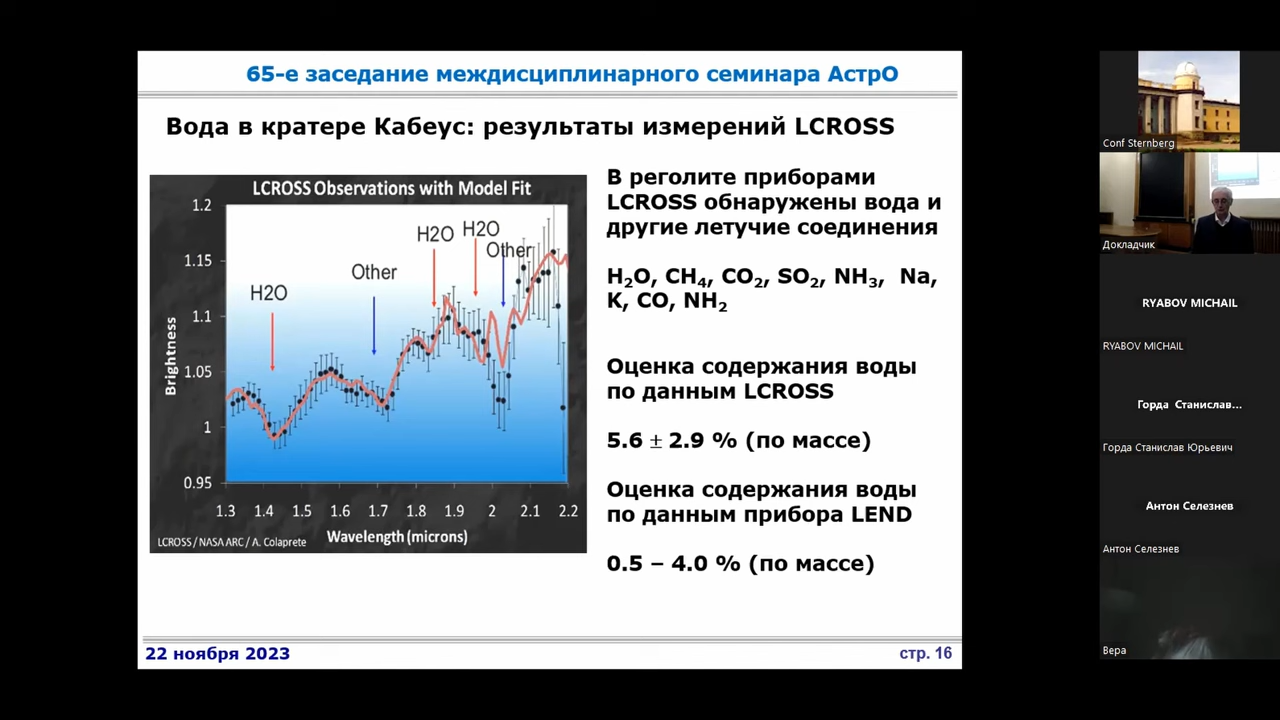 65-е заседание междисциплинарного семинара АстрО
Вода в кратере Кабеус: результаты измерений LCROSS
LCROSS Observations with Model Fit
1.2
1.15
1.1
1.05
1
0.95
Brightness
H2O
Other
H2O
H2O
Other
1.3 1.4 1.5 1.6 1.7 1.8 1.9 2 2.1 2.2
Wavelength (microns)
LCROSS / NASA ARC / A. Colaprete
В реголите приборами
LCROSS обнаружены вода и
другие летучие соединения
H₂O, CH₄, CO₂, SO₂, NH₃, Na,
K, CO, NH₂
Оценка содержания воды
по данным LCROSS
5.6 ± 2.9 % (по массе)
Оценка содержания воды
по данным прибора LEND
0.5 – 4.0 % (по массе)
22 ноября 2023
стр. 16
Conf Sternberg
Докладчик
RYABOV MICHAIL
RYABOV MICHAIL
Горда Станислав...
Горда Станислав Юрьевич
Антон Селезнев
Антон Селезнев
Вера